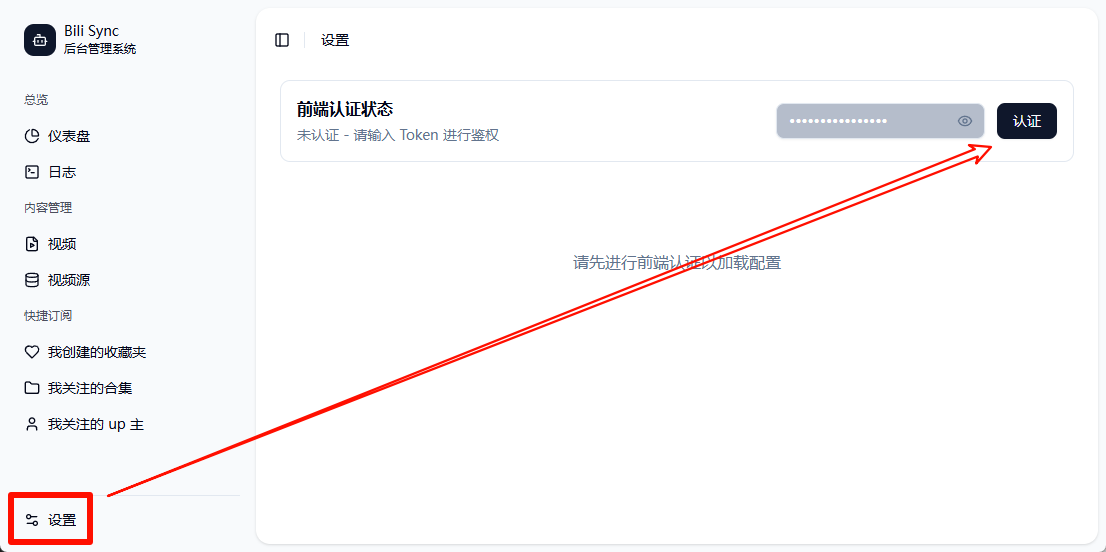 Bili Sync
后台管理系统
总览
仪表盘
日志
内容管理
视频
视频源
快捷订阅
我创建的收藏夹
我关注的合集
我关注的 up 主
设置
设置
前端认证状态
未认证 - 请输入 Token 进行鉴权
••••••••••••••••
认证
请先进行前端认证以加载配置